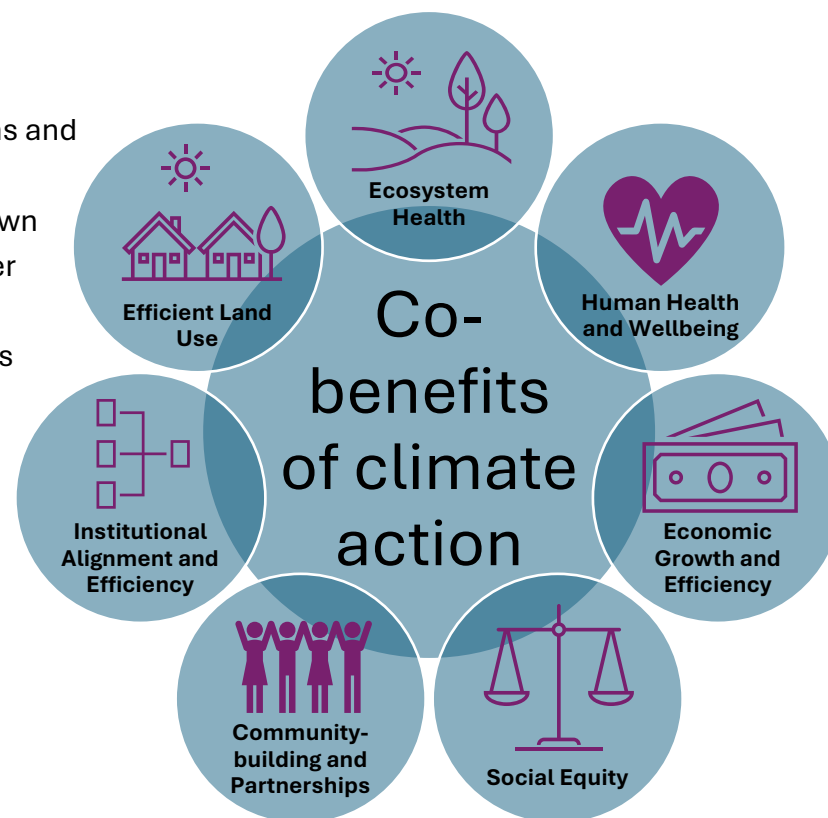 ns and
wn
er
s
Ecosystem
Health
Human Health
and Wellbeing
Economic
Growth and
Efficiency
Social Equity
Community-
building and
Partnerships
Institutional
Alignment and
Efficiency
Efficient Land
Use
Co-
benefits
of climate
action